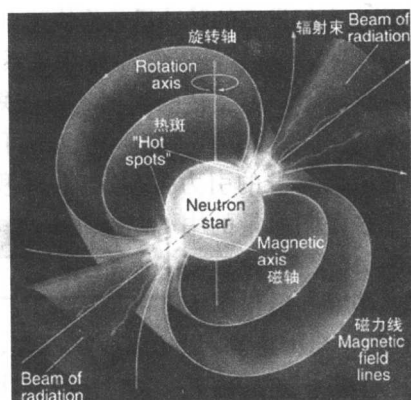 旋转轴
辐射束
Beam of
radiation
Rotation
axis
热斑
"Hot
spots"
Neutron
star
Magnetic
axis
磁轴
磁力线
Magnetic
field
lines
Beam of
radiation